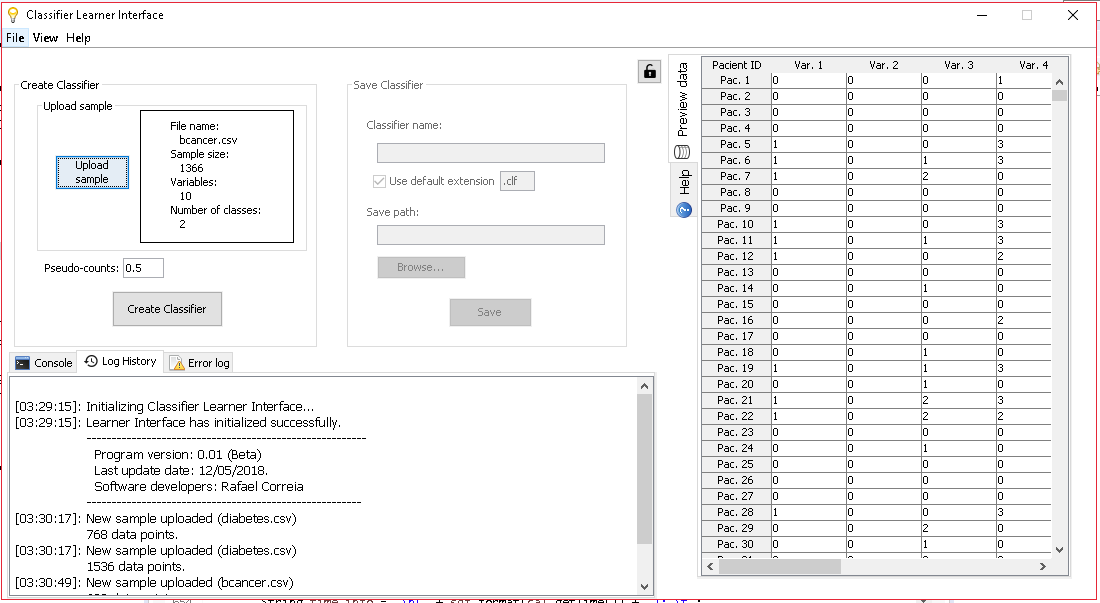 Classifier Learner Interface
File View Help
Create Classifier
Upload sample
Upload
sample
File name:
bcancer.csv
Sample size:
1366
Variables:
10
Number of classes:
2
Pseudo-counts: 0.5
Create Classifier
Save Classifier
Classifier name:
Use default extension .clf
Save path:
Browse...
Save
Console Log History Error log
[03:29:15]: Initializing Classifier Learner Interface...
[03:29:15]: Learner Interface has initialized successfully.
------------------------------------------------------
Program version: 0.01 (Beta)
Last update date: 12/05/2018.
Software developers: Rafael Correia
-----------------------------------------------------
[03:30:17]: New sample uploaded (diabetes.csv)
768 data points.
[03:30:17]: New sample uploaded (diabetes.csv)
1536 data points.
[03:30:49]: New sample uploaded (bcancer.csv)
Preview data
Help
Pacient ID Var. 1 Var. 2 Var. 3 Var. 4
Pac. 1 0 0 0 1
Pac. 2 0 0 0 0
Pac. 3 0 0 0 0
Pac. 4 0 0 0 0
Pac. 5 1 0 0 3
Pac. 6 1 0 1 3
Pac. 7 1 0 2 0
Pac. 8 0 0 0 0
Pac. 9 0 0 0 0
Pac. 10 1 0 0 3
Pac. 11 1 0 1 3
Pac. 12 1 0 0 2
Pac. 13 0 0 0 0
Pac. 14 0 0 1 0
Pac. 15 0 0 0 0
Pac. 16 0 0 0 2
Pac. 17 0 0 0 0
Pac. 18 0 0 1 0
Pac. 19 1 0 1 3
Pac. 20 0 0 1 0
Pac. 21 1 0 2 3
Pac. 22 1 0 2 2
Pac. 23 0 0 0 0
Pac. 24 0 0 1 0
Pac. 25 0 0 0 0
Pac. 26 0 0 0 0
Pac. 27 0 0 0 0
Pac. 28 1 0 0 3
Pac. 29 0 0 2 0
Pac. 30 0 0 1 0